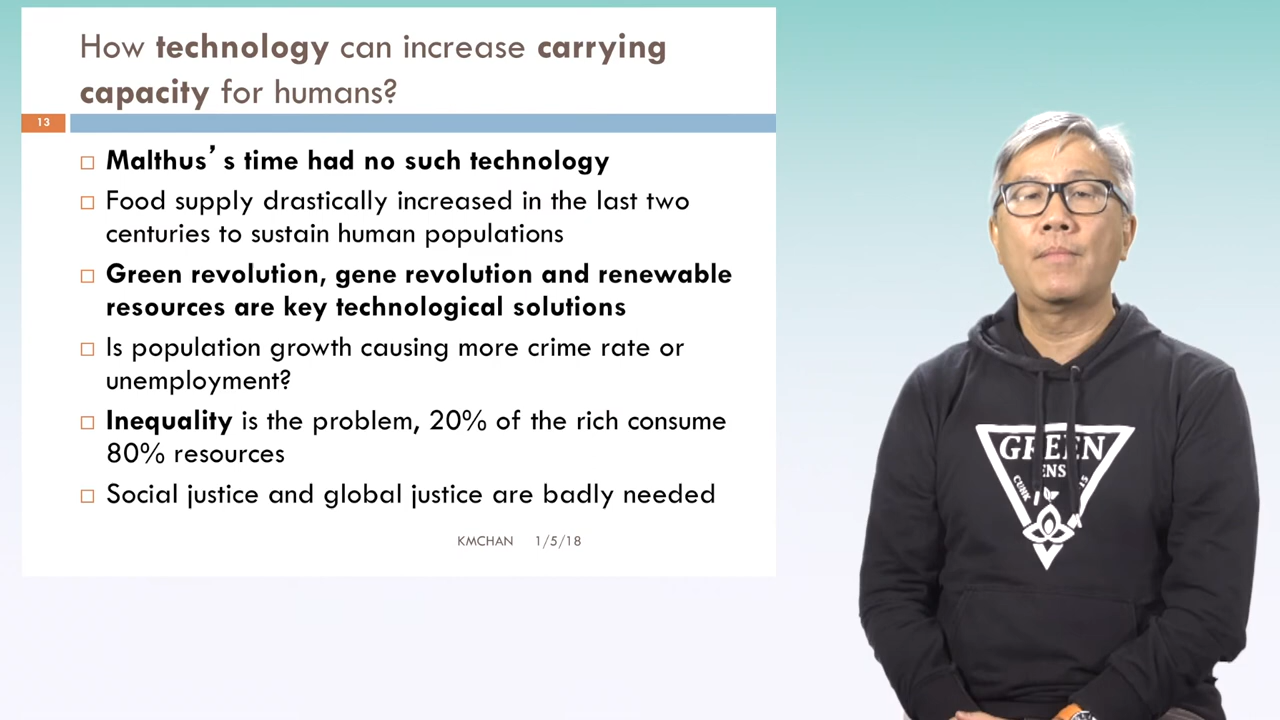 How technology can increase carrying
capacity for humans?
13
Malthus’s time had no such technology
Food supply drastically increased in the last two
centuries to sustain human populations
Green revolution, gene revolution and renewable
resources are key technological solutions
Is population growth causing more crime rate or
unemployment?
Inequality is the problem, 20% of the rich consume
80% resources
Social justice and global justice are badly needed
KMCHAN 1/5/18
GREEN
ENS
CUHK